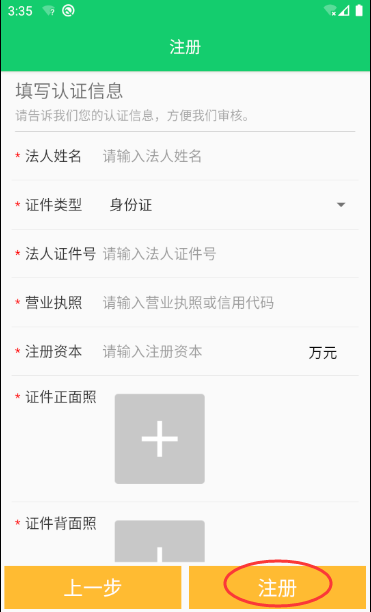 3:35
注册
填写认证信息
请告诉我们您的认证信息，方便我们审核。
* 法人姓名 请输入法人姓名
* 证件类型 身份证
* 法人证件号 请输入法人证件号
* 营业执照 请输入营业执照或信用代码
* 注册资本 请输入注册资本 万元
* 证件正面照
* 证件背面照
上一步 注册